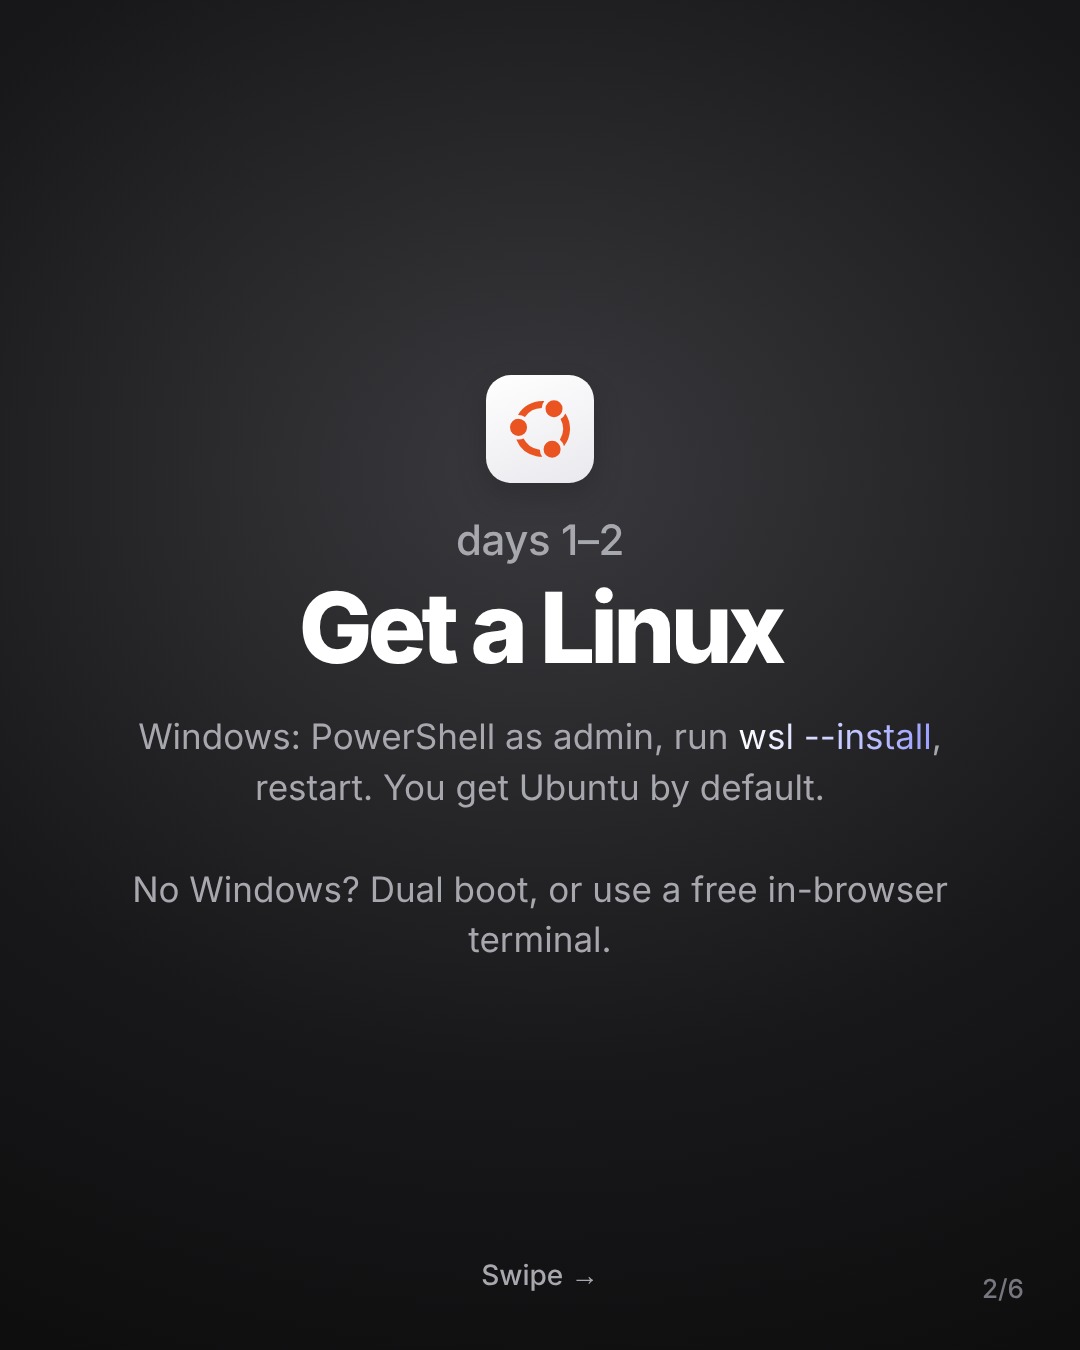 days 1–2
Get a Linux
Windows: PowerShell as admin, run wsl --install,
restart. You get Ubuntu by default.
No Windows? Dual boot, or use a free in-browser
terminal.
Swipe →
2/6